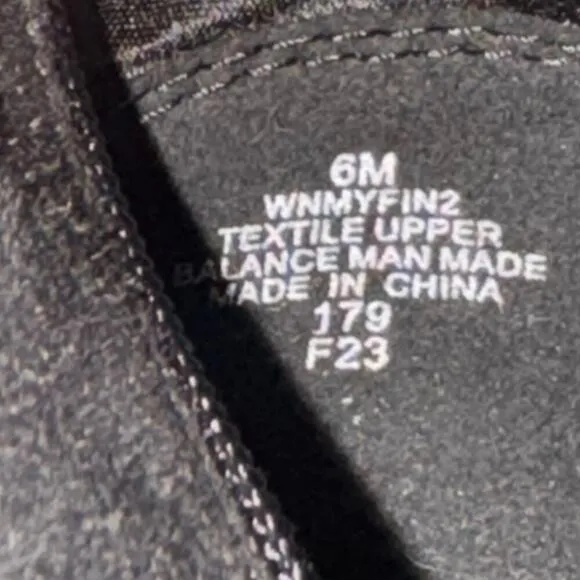 6M
WNMYFIN2
TEXTILE UPPER
BALANCE MAN MADE
MADE IN CHINA
179
F23